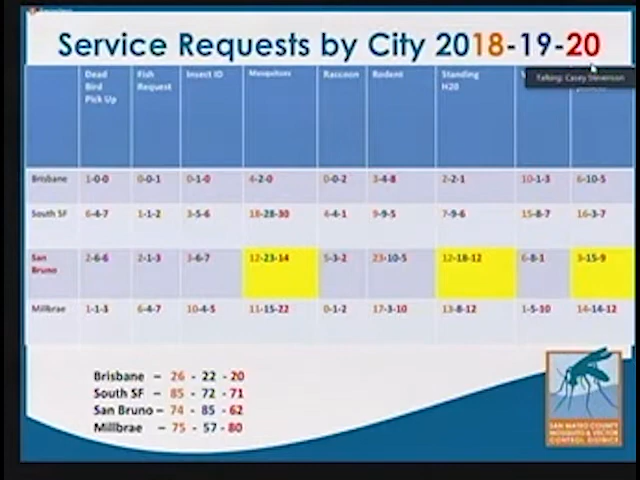 Service Requests by City 2018-19-20
Talking: Casey Stevenson
Dead Bird Pick Up Fish Request Insect ID Mosquitoes Raccoon Rodent Standing H20
Brisbane 1-0-0 0-0-1 0-1-0 4-2-0 0-0-2 3-4-8 2-2-1 10-1-3 6-10-5
South SF 6-4-7 1-1-2 3-5-6 18-28-30 4-4-1 9-9-5 7-9-6 15-8-7 16-3-7
San Bruno 2-6-6 2-1-3 3-6-7 12-23-14 5-3-2 23-10-5 12-18-12 6-8-1 3-15-9
Millbrae 1-1-3 6-4-7 10-4-5 11-15-22 0-1-2 17-3-10 13-8-12 1-5-10 14-14-12
Brisbane – 26 - 22 - 20
South SF – 85 - 72 - 71
San Bruno – 74 - 85 - 62
Millbrae – 75 - 57 - 80
SAN MATEO COUNTY
MOSQUITO & VECTOR
CONTROL DISTRICT